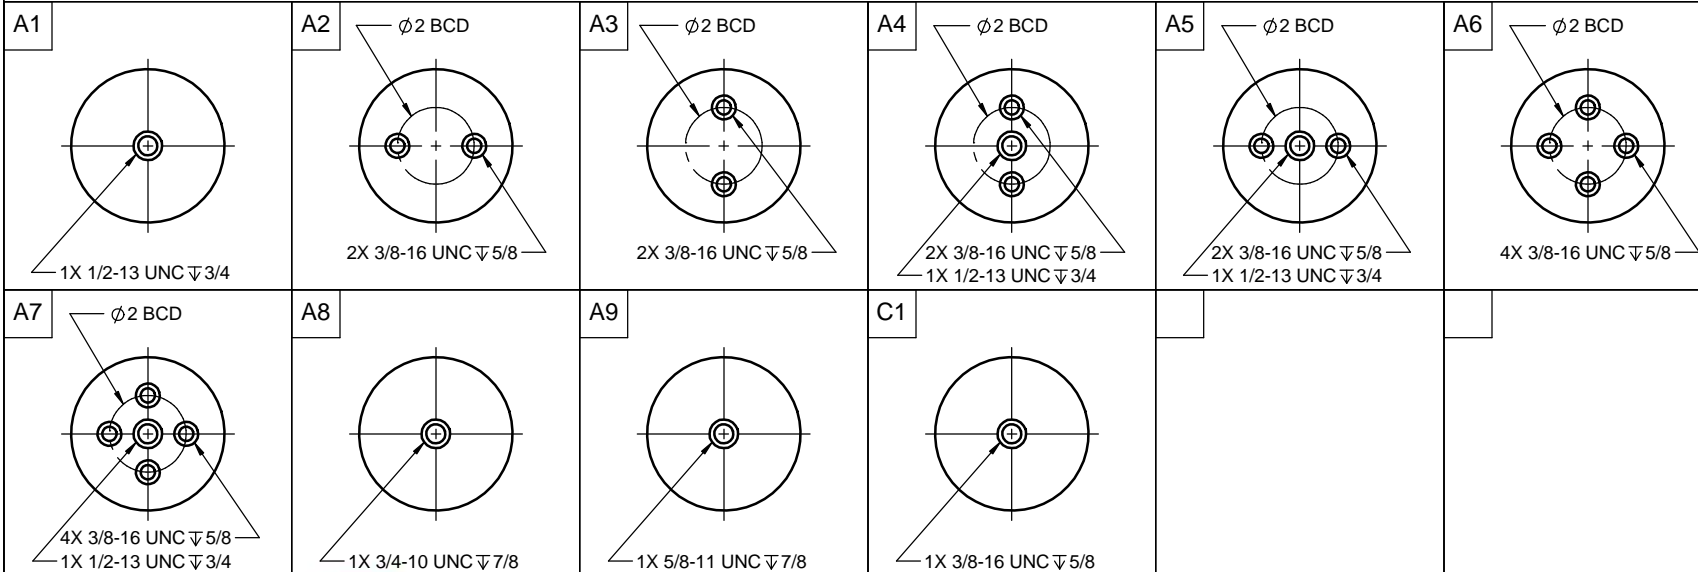 A1
1X 1/2-13 UNC ↧ 3/4
A2
⌀2 BCD
2X 3/8-16 UNC ↧ 5/8
A3
⌀2 BCD
2X 3/8-16 UNC ↧ 5/8
A4
⌀2 BCD
2X 3/8-16 UNC ↧ 5/8
1X 1/2-13 UNC ↧ 3/4
A5
⌀2 BCD
2X 3/8-16 UNC ↧ 5/8
1X 1/2-13 UNC ↧ 3/4
A6
⌀2 BCD
4X 3/8-16 UNC ↧ 5/8
A7
⌀2 BCD
4X 3/8-16 UNC ↧ 5/8
1X 1/2-13 UNC ↧ 3/4
A8
1X 3/4-10 UNC ↧ 7/8
A9
1X 5/8-11 UNC ↧ 7/8
C1
1X 3/8-16 UNC ↧ 5/8